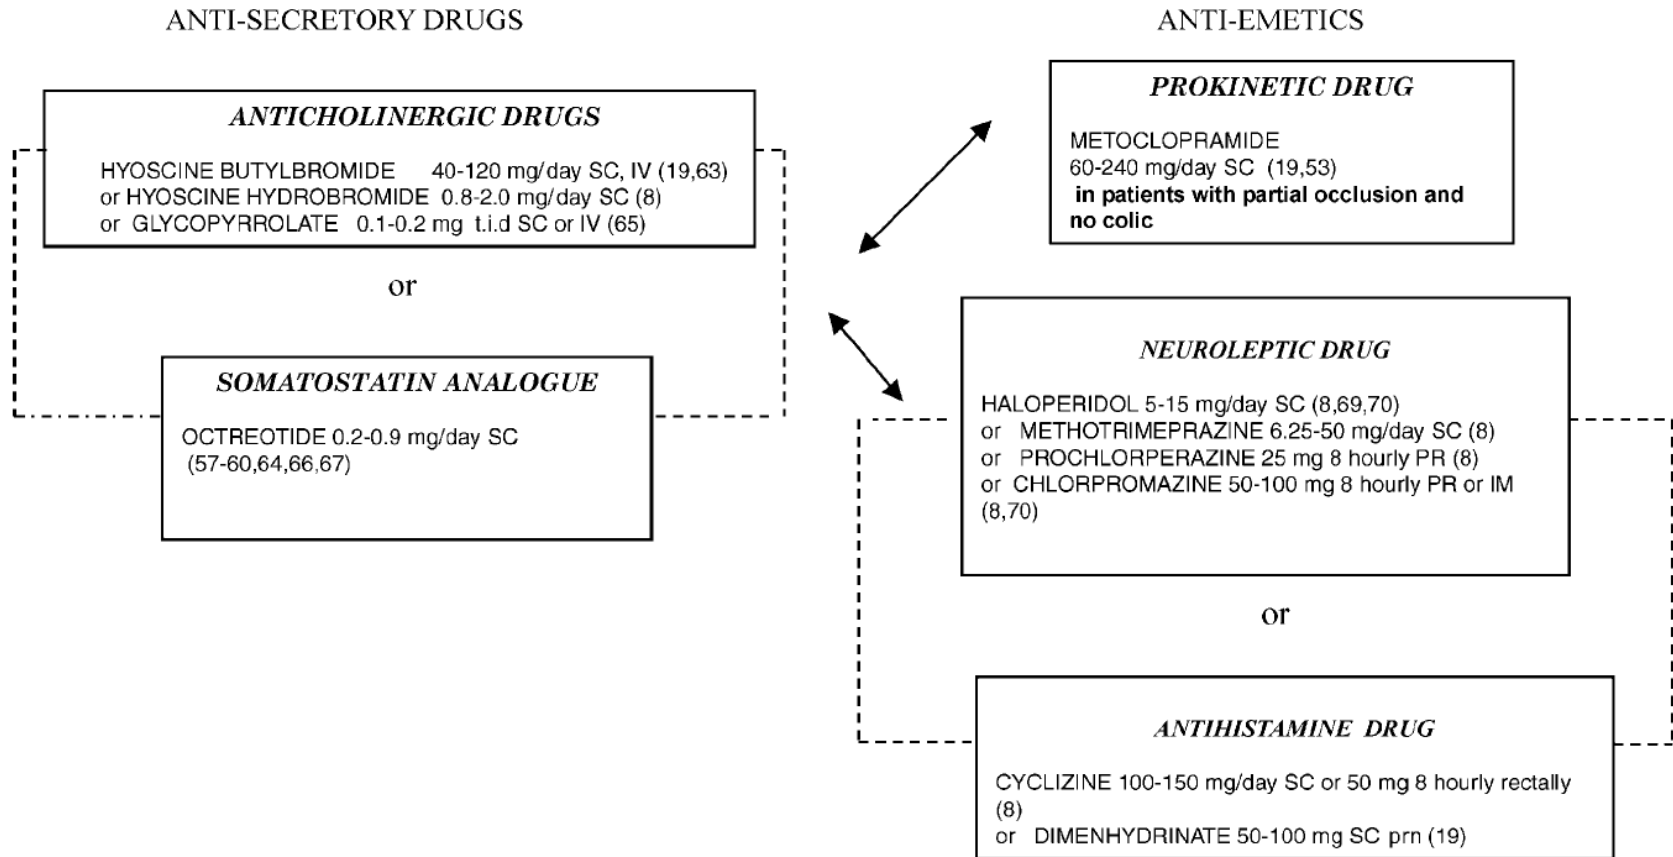 ANTI-SECRETORY DRUGS
ANTICHOLINERGIC DRUGS
HYOSCINE BUTYLBROMIDE 40-120 mg/day SC, IV (19,63)
or HYOSCINE HYDROBROMIDE 0.8-2.0 mg/day SC (8)
or GLYCOPYRROLATE 0.1-0.2 mg t.i.d SC or IV (65)
or
SOMATOSTATIN ANALOGUE
OCTREOTIDE 0.2-0.9 mg/day SC
(57-60,64,66,67)
ANTI-EMETICS
PROKINETIC DRUG
METOCLOPRAMIDE
60-240 mg/day SC (19,53)
in patients with partial occlusion and
no colic
NEUROLEPTIC DRUG
HALOPERIDOL 5-15 mg/day SC (8,69,70)
or METHOTRIMEPRAZINE 6.25-50 mg/day SC (8)
or PROCHLORPERAZINE 25 mg 8 hourly PR (8)
or CHLORPROMAZINE 50-100 mg 8 hourly PR or IM
(8,70)
or
ANTIHISTAMINE DRUG
CYCLIZINE 100-150 mg/day SC or 50 mg 8 hourly rectally
(8)
or DIMENHYDRINATE 50-100 mg SC prn (19)